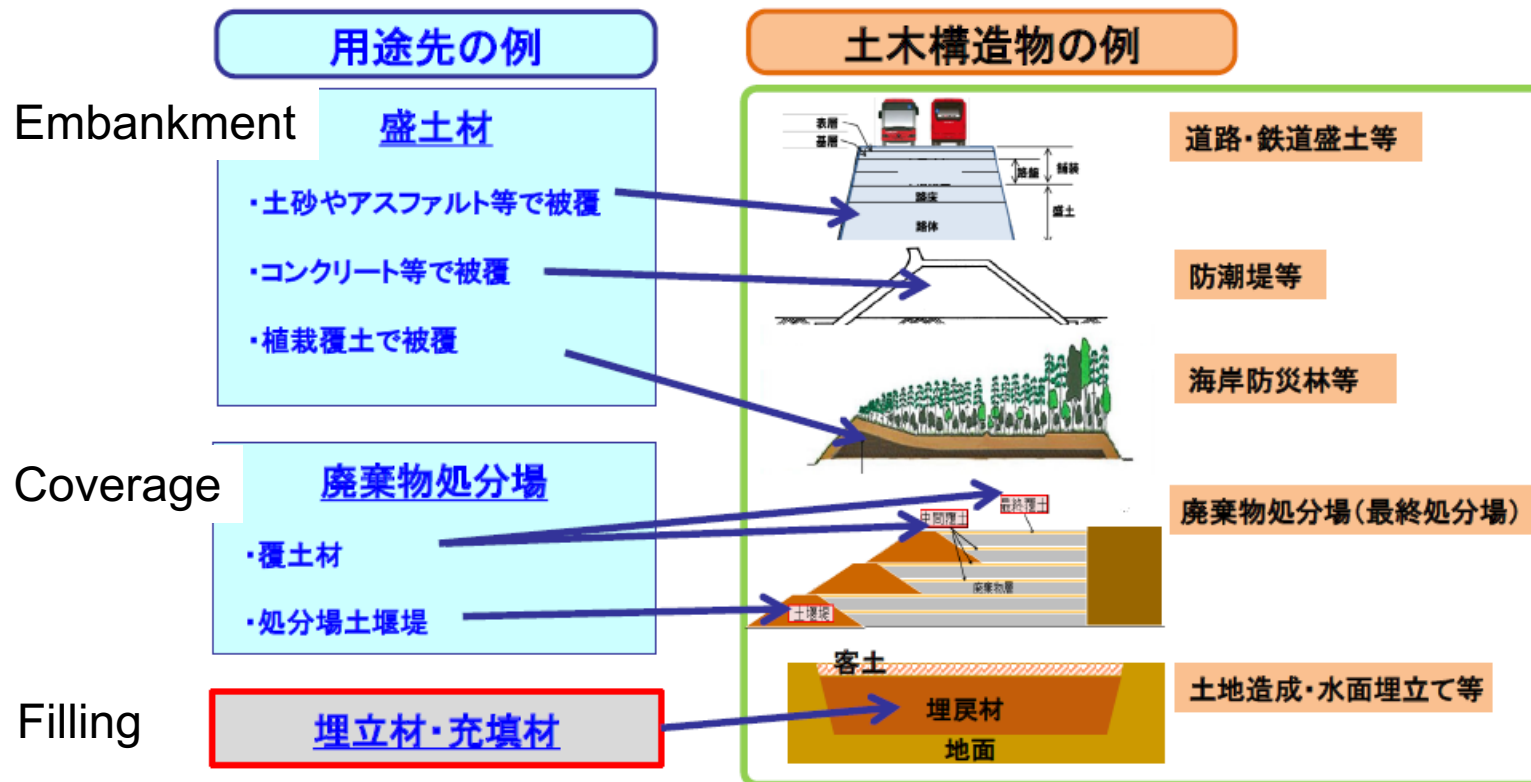 用途先の例
土木構造物の例
Embankment
盛土材
・土砂やアスファルト等で被覆
・コンクリート等で被覆
・植栽覆土で被覆
表層
基層
路盤
舗装
路床
盛土
路体
道路・鉄道盛土等
防潮堤等
海岸防災林等
Coverage
廃棄物処分場
・覆土材
・処分場土堰堤
最終覆土
中間覆土
廃棄物層
土堰堤
廃棄物処分場(最終処分場)
Filling
埋立材・充填材
客土
埋戻材
地面
土地造成・水面埋立て等